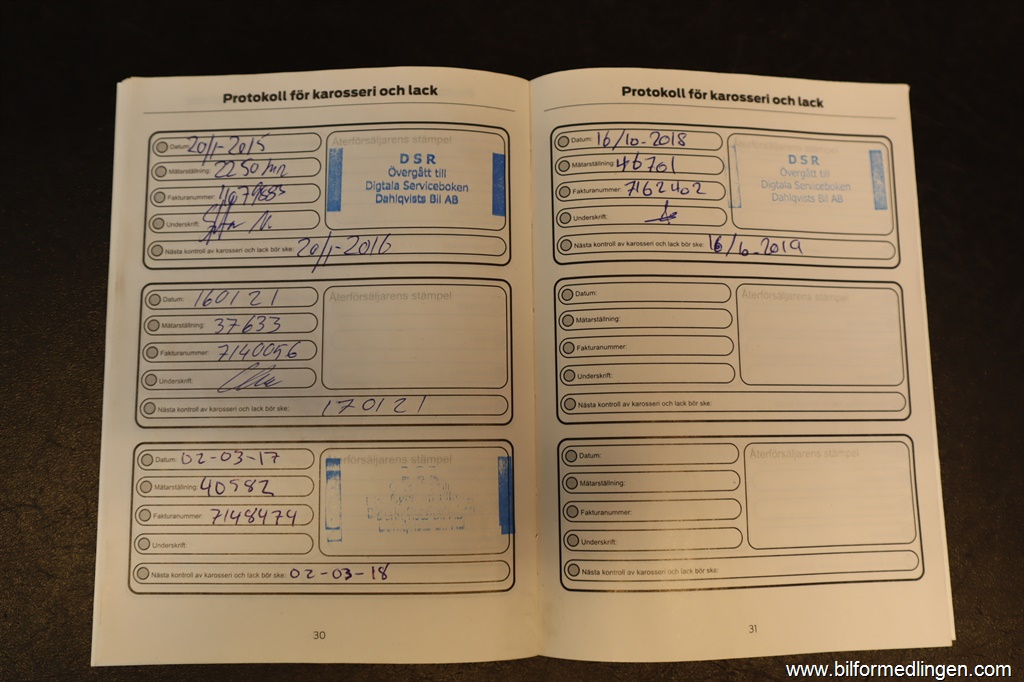 Protokoll för karosseri och lack
Datum: 20/1-2015
Mätarställning: 2250 mil
Fakturanummer:
Underskrift:
Nästa kontroll av karosseri och lack bör ske: 20/1-2016
Återförsäljarens stämpel
DSR
Övergått till
Digtala Serviceboken
Dahlqvists Bil AB
Datum: 160121
Mätarställning: 37633
Fakturanummer: 7140056
Underskrift:
Nästa kontroll av karosseri och lack bör ske: 170121
Återförsäljarens stämpel
Datum: 02-03-17
Mätarställning: 40982
Fakturanummer: 7148474
Underskrift:
Nästa kontroll av karosseri och lack bör ske: 02-03-18
Återförsäljarens stämpel
30
Protokoll för karosseri och lack
Datum: 16/10-2018
Mätarställning: 46701
Fakturanummer: 7162402
Underskrift:
Nästa kontroll av karosseri och lack bör ske: 16/10-2019
Återförsäljarens stämpel
DSR
Övergått till
Digtala Serviceboken
Dahlqvists Bil AB
Datum:
Mätarställning:
Fakturanummer:
Underskrift:
Nästa kontroll av karosseri och lack bör ske:
Återförsäljarens stämpel
Datum:
Mätarställning:
Fakturanummer:
Underskrift:
Nästa kontroll av karosseri och lack bör ske:
Återförsäljarens stämpel
31
www.bilformedlingen.com